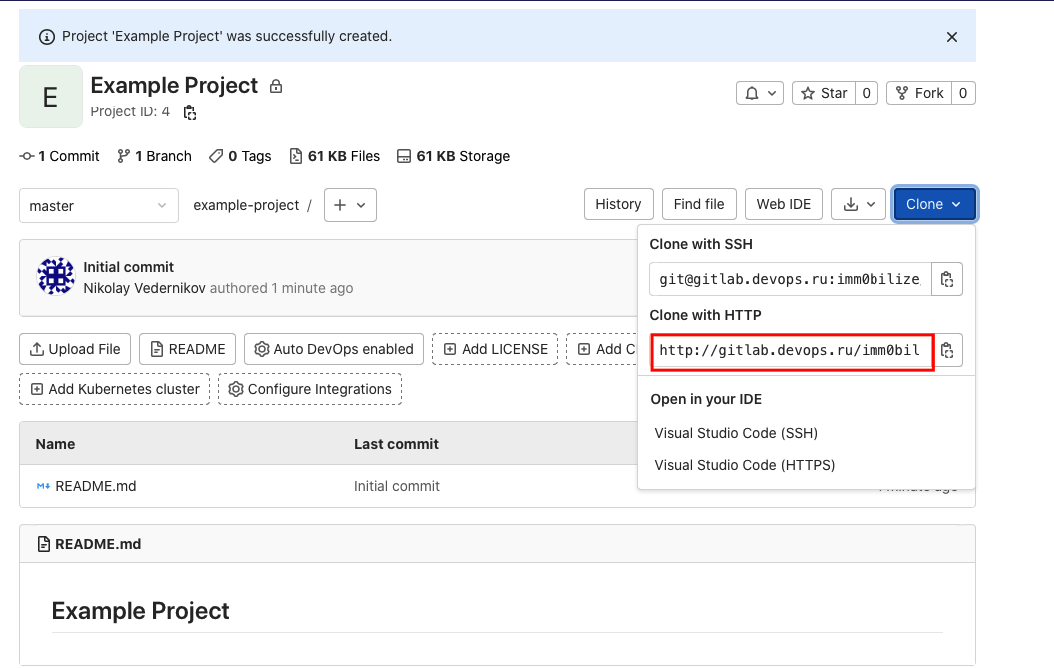 Project 'Example Project' was successfully created.
E
Example Project
Project ID: 4
Star 0
Fork 0
1 Commit 1 Branch 0 Tags 61 KB Files 61 KB Storage
master
example-project /
History
Find file
Web IDE
Clone
Clone with SSH
git@gitlab.devops.ru:imm0bilize
Clone with HTTP
http://gitlab.devops.ru/imm0bil
Open in your IDE
Visual Studio Code (SSH)
Visual Studio Code (HTTPS)
Initial commit
Nikolay Vedernikov authored 1 minute ago
Upload File
README
Auto DevOps enabled
Add LICENSE
Add C
Add Kubernetes cluster
Configure Integrations
Name Last commit
README.md Initial commit 1 minute ago
README.md
Example Project